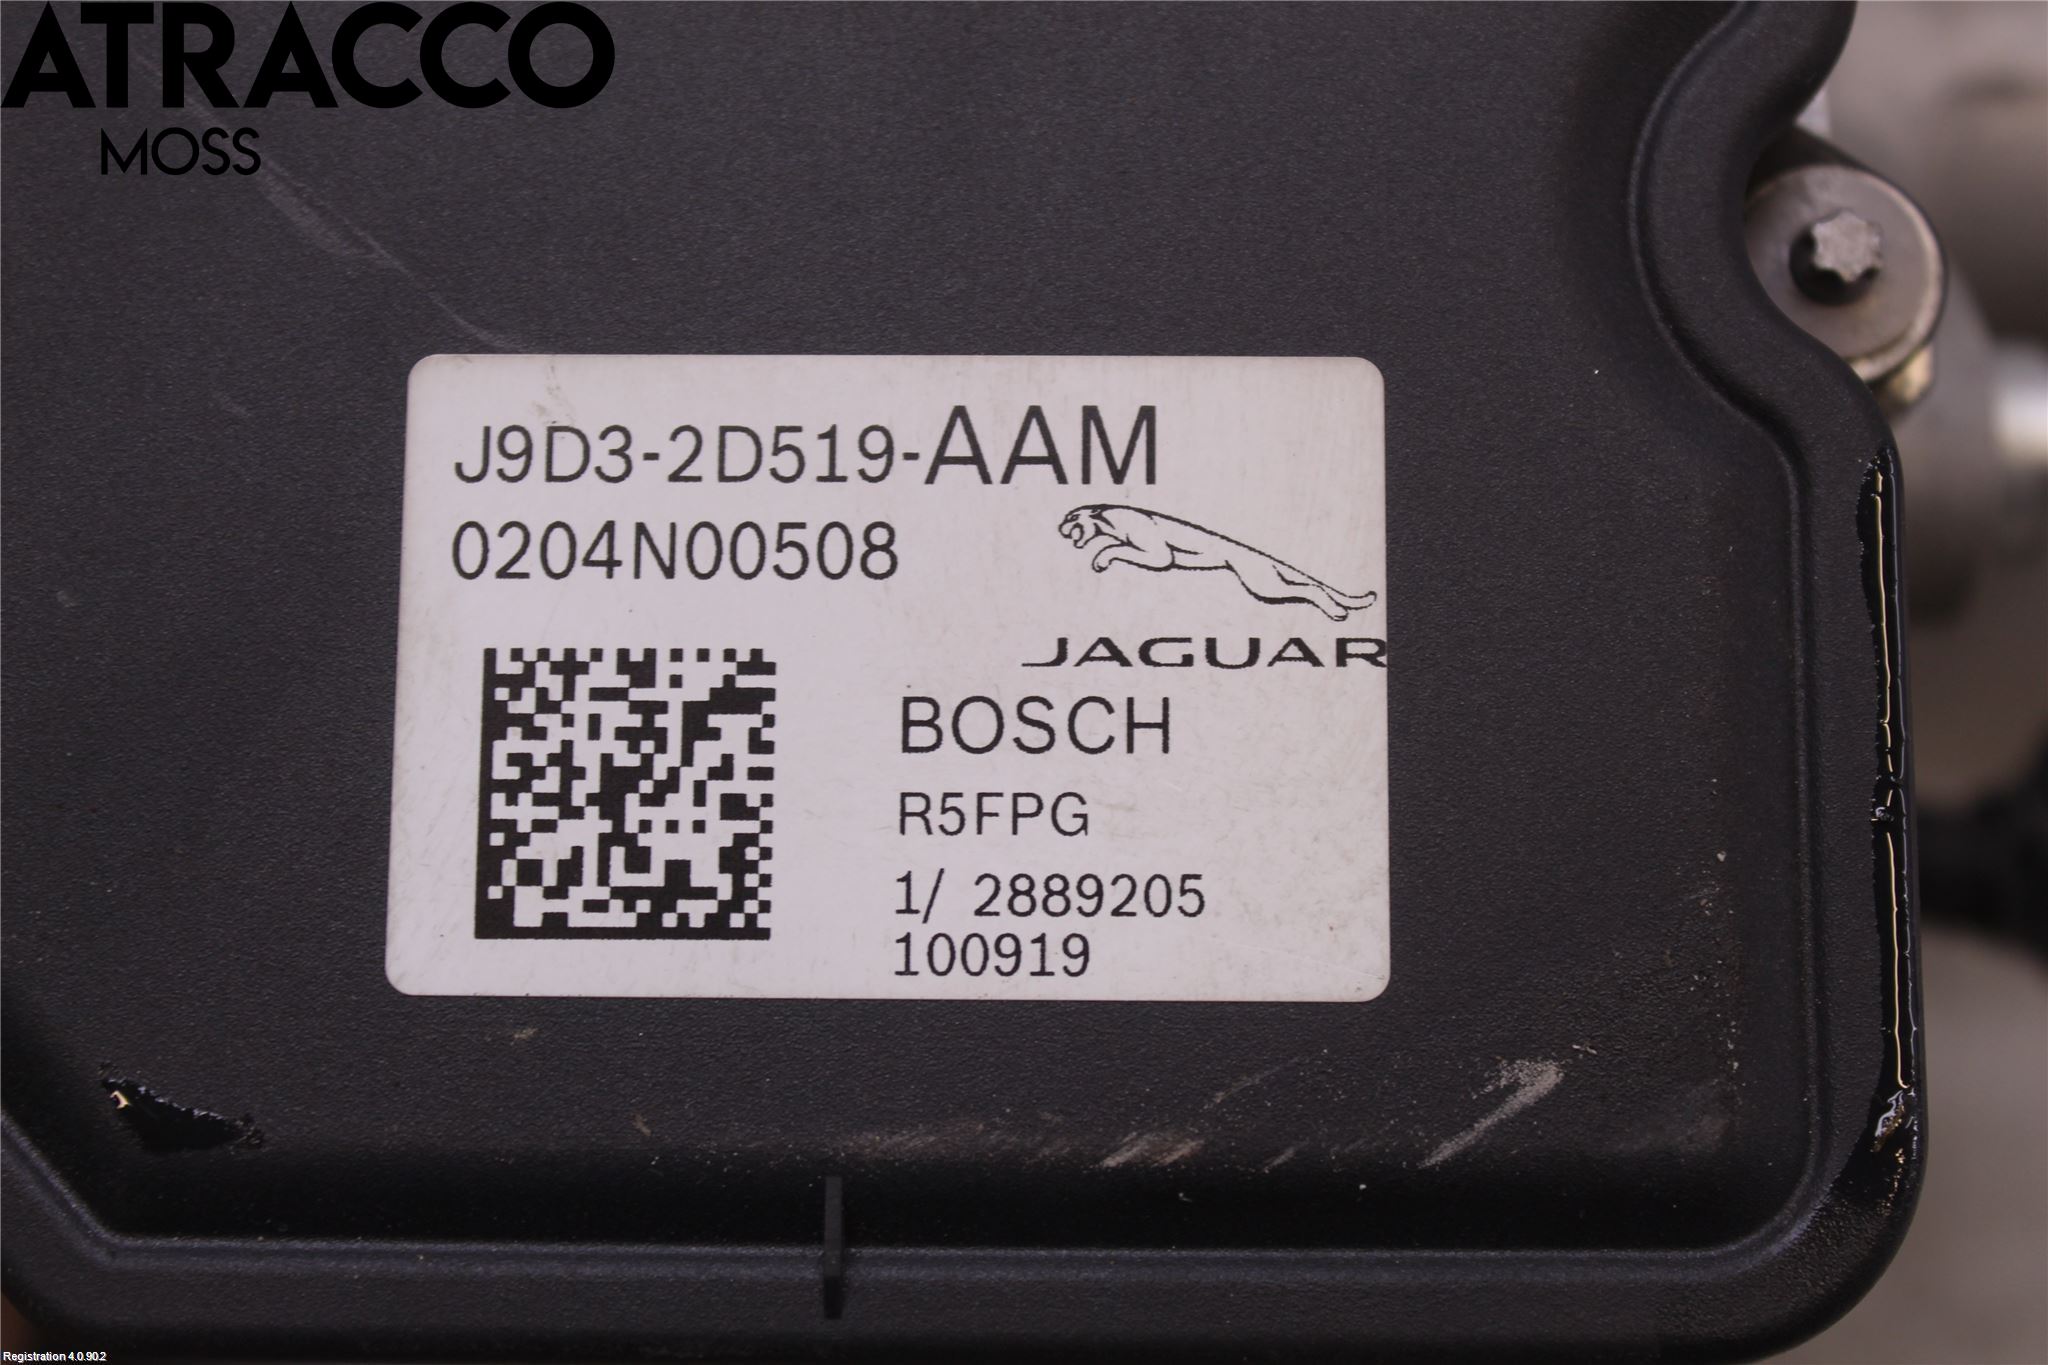 ATRACCO
MOSS
J9D3-2D519-AAM
0204N00508
JAGUAR
BOSCH
R5FPG
1/ 2889205
100919
Registration 4.0.90.2